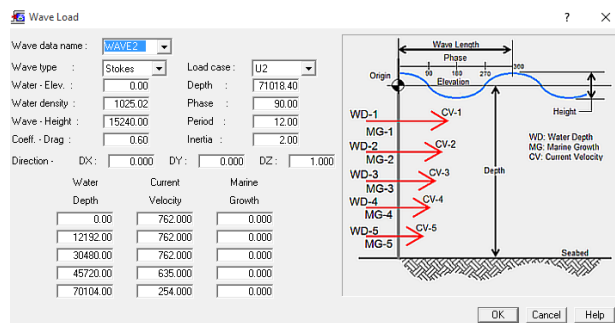 Wave Load ? ×
Wave data name : WAVE2
Wave type : Stokes Load case : U2
Water - Elev. : 0.00 Depth : 71018.40
Water density : 1025.02 Phase : 90.00
Wave - Height : 15240.00 Period : 12.00
Coeff. - Drag : 0.60 Inertia : 2.00
Direction - DX : 0.000 DY : 0.000 DZ : 1.000
Water Current Marine
Depth Velocity Growth
0.00 762.000 0.000
12192.00 762.000 0.000
30480.00 762.000 0.000
45720.00 635.000 0.000
70104.00 254.000 0.000
Wave Length
Phase
Origin 90 180 270 360
Elevation
Height
WD-1 CV-1
MG-1
WD-2 CV-2
MG-2
WD-3 CV-3
MG-3
WD-4 CV-4
MG-4
WD-5 CV-5
MG-5
WD: Water Depth
MG: Marine Growth
CV: Current Velocity
Depth
Seabed
OK Cancel Help